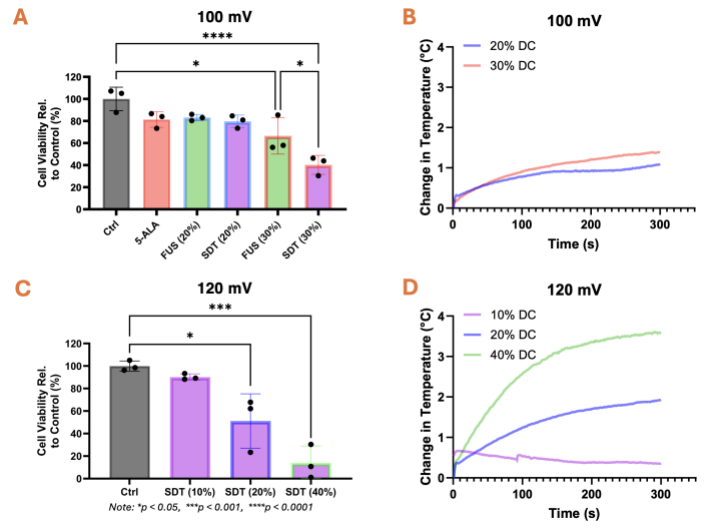 A
100 mV
****
*
*
Cell Viability Rel.
to Control (%)
120
100
80
60
40
20
0
Ctrl
5-ALA
FUS (20%)
SDT (20%)
FUS (30%)
SDT (30%)
B
100 mV
20% DC
30% DC
Change in Temperature (°C)
4
3
2
1
0
0
100
200
300
Time (s)
C
120 mV
***
*
Cell Viability Rel.
to Control (%)
120
100
80
60
40
20
0
Ctrl
SDT (10%)
SDT (20%)
SDT (40%)
Note: *p < 0.05, ***p < 0.001, ****p < 0.0001
D
120 mV
10% DC
20% DC
40% DC
Change in Temperature (°C)
4
3
2
1
0
0
100
200
300
Time (s)